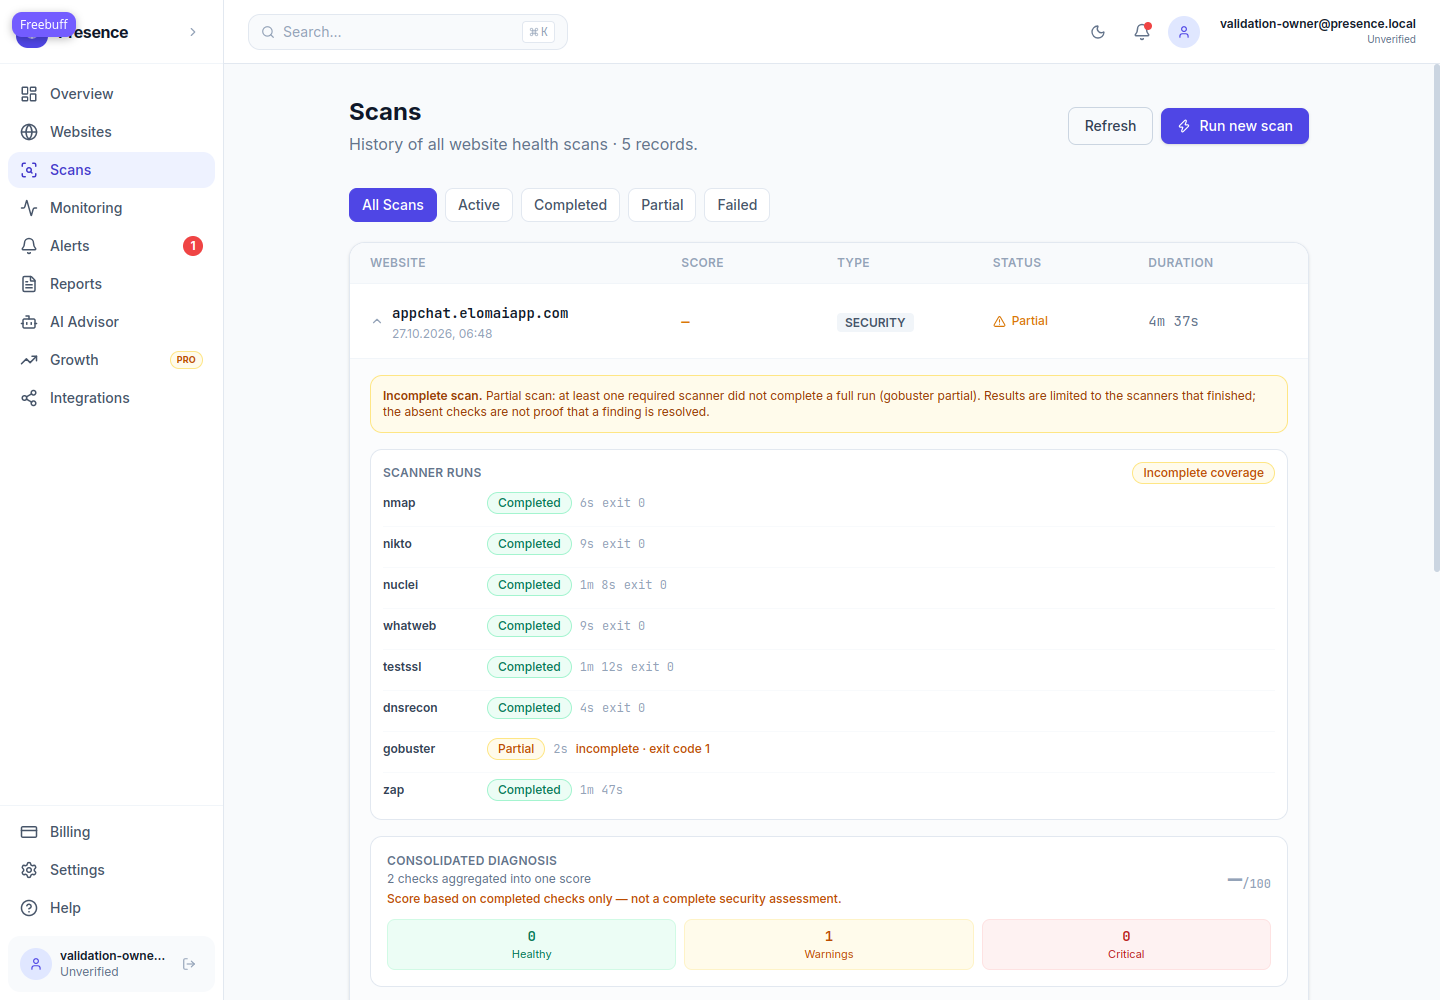 Freebuff
Presence
Search...
⌘K
validation-owner@presence.local
Unverified
Overview
Websites
Scans
Monitoring
Alerts
1
Reports
AI Advisor
Growth
PRO
Integrations
Billing
Settings
Help
validation-owne...
Unverified
Scans
History of all website health scans · 5 records.
Refresh
Run new scan
All Scans
Active
Completed
Partial
Failed
WEBSITE SCORE TYPE STATUS DURATION
appchat.elomaiapp.com
27.10.2026, 06:48
— SECURITY Partial 4m 37s
Incomplete scan. Partial scan: at least one required scanner did not complete a full run (gobuster partial). Results are limited to the scanners that finished;
the absent checks are not proof that a finding is resolved.
SCANNER RUNS
Incomplete coverage
nmap Completed 6s exit 0
nikto Completed 9s exit 0
nuclei Completed 1m 8s exit 0
whatweb Completed 9s exit 0
testssl Completed 1m 12s exit 0
dnsrecon Completed 4s exit 0
gobuster Partial 2s incomplete · exit code 1
zap Completed 1m 47s
CONSOLIDATED DIAGNOSIS
2 checks aggregated into one score
Score based on completed checks only — not a complete security assessment.
—/100
0
Healthy
1
Warnings
0
Critical